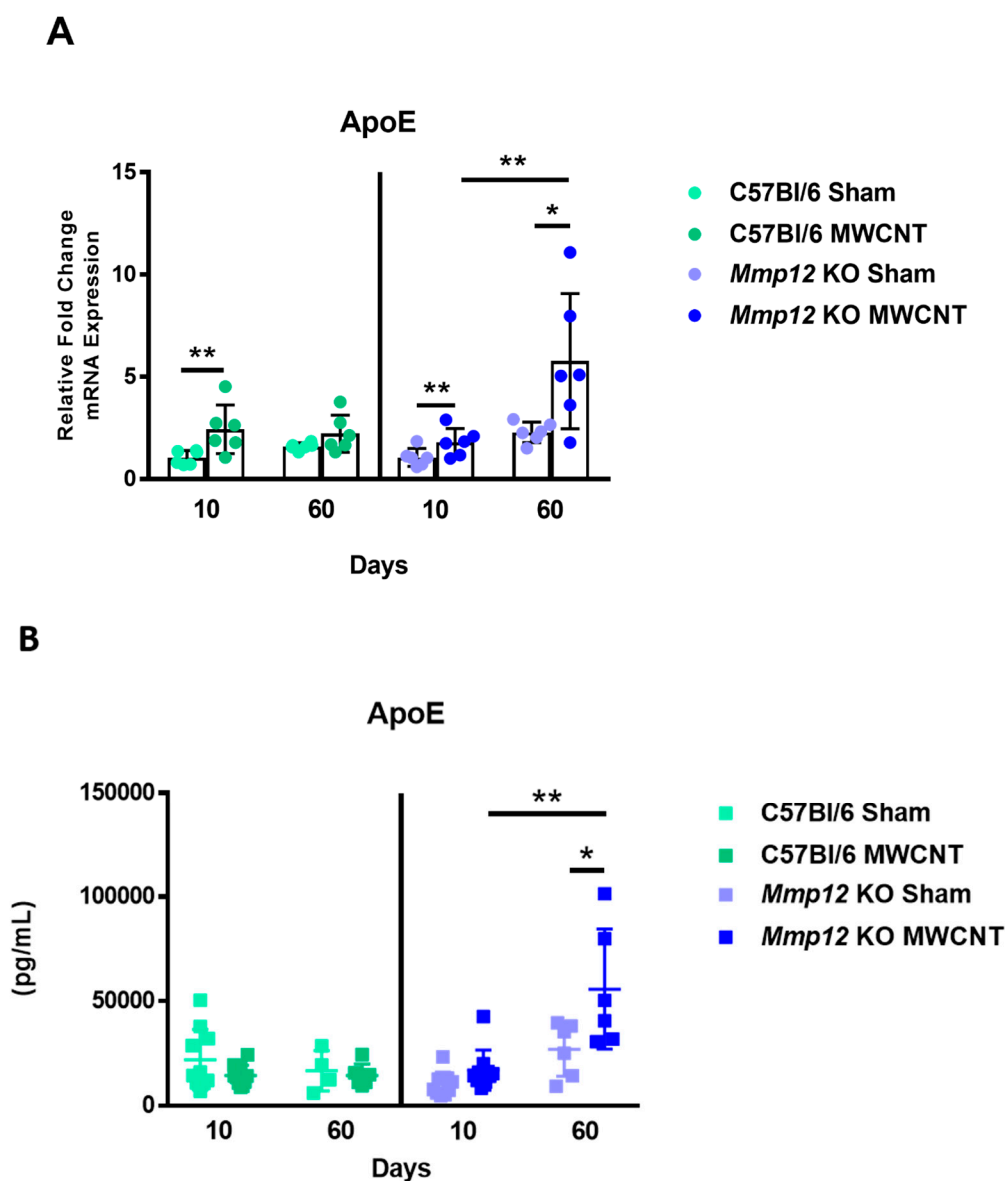 A
ApoE
15
10
5
0
Relative Fold Change
mRNA Expression
**
**
**
*
10
60
10
60
Days
C57Bl/6 Sham
C57Bl/6 MWCNT
Mmp12 KO Sham
Mmp12 KO MWCNT
B
ApoE
150000
100000
50000
0
(pg/mL)
**
*
10
60
10
60
Days
C57Bl/6 Sham
C57Bl/6 MWCNT
Mmp12 KO Sham
Mmp12 KO MWCNT